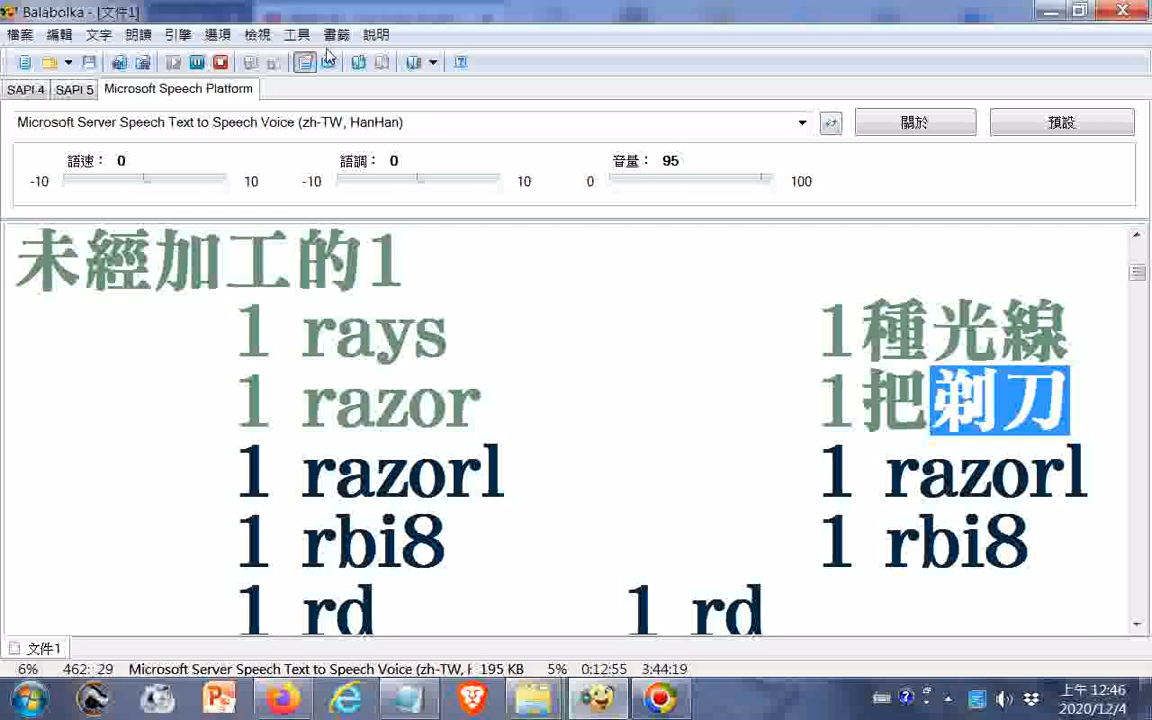 Balabolka - [文件1]
檔案 編輯 文字 朗讀 引擎 選項 檢視 工具 書籤 說明
SAPI 4 SAPI 5 Microsoft Speech Platform
Microsoft Server Speech Text to Speech Voice (zh-TW, HanHan) 關於 預設
語速： 0 語調： 0 音量： 95
-10 10 -10 10 0 100
未經加工的1
1 rays 1種光線
1 razor 1把剃刀
1 razorl 1 razorl
1 rbi8 1 rbi8
1 rd 1 rd
文件1
6% 462: 29 Microsoft Server Speech Text to Speech Voice (zh-TW, H 195 KB 5% 0:12:55 3:44:19
上午 12:46
2020/12/4